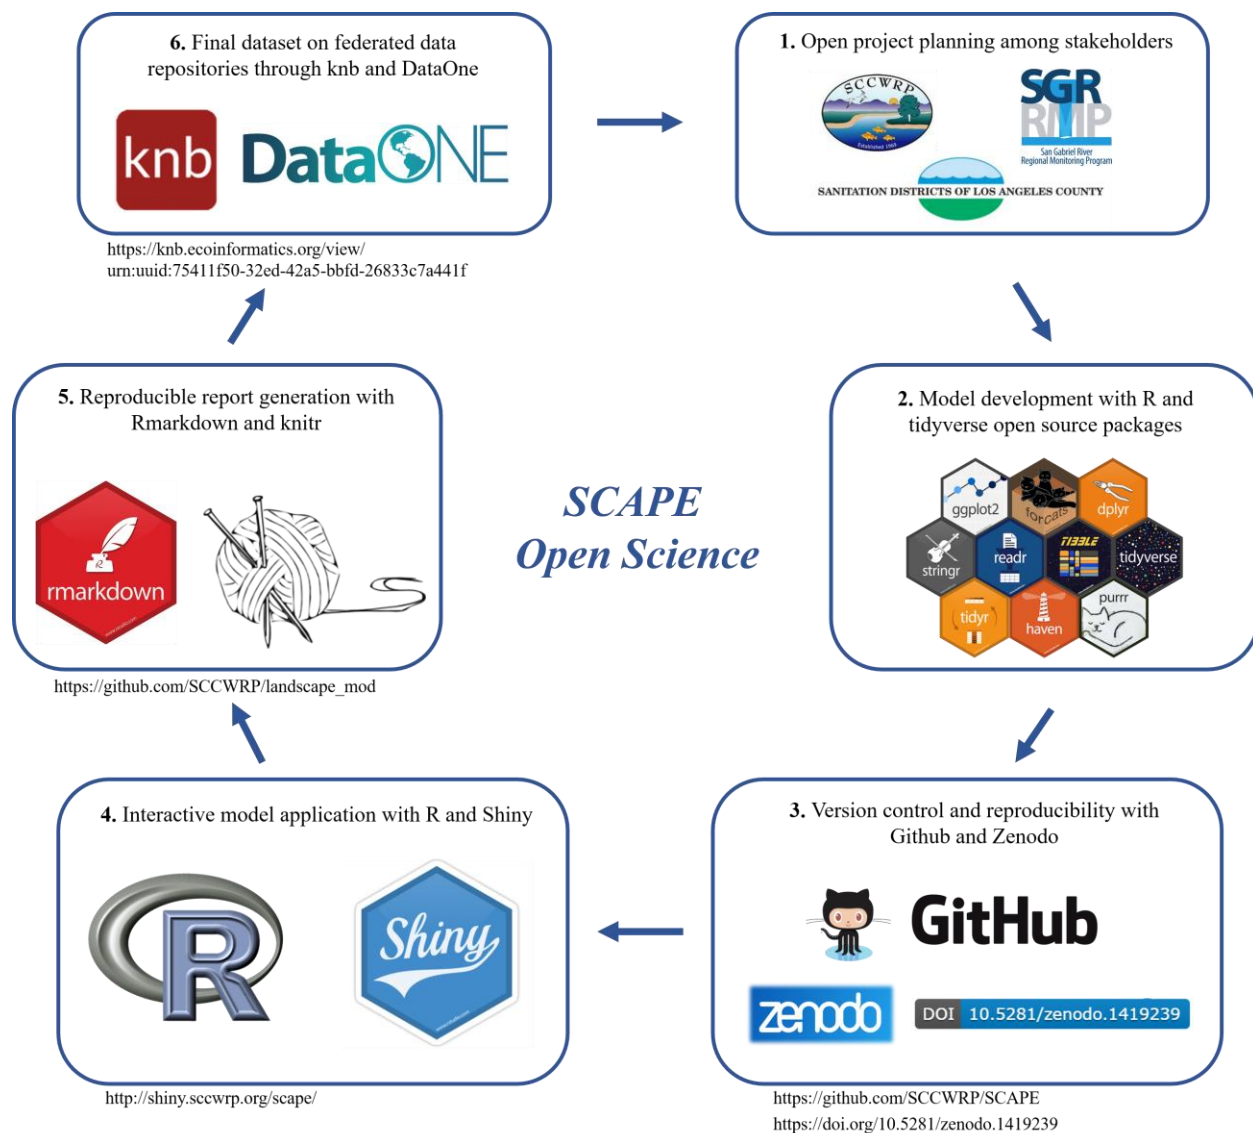 6. Final dataset on federated data
repositories through knb and DataOne
knb
DataONE
https://knb.ecoinformatics.org/view/
urn:uuid:75411f50-32ed-42a5-bbfd-26833c7a441f
1. Open project planning among stakeholders
SCCWRP
Established 1969
SGR
RMP
San Gabriel River
Regional Monitoring Program
SANITATION DISTRICTS OF LOS ANGELES COUNTY
5. Reproducible report generation with
Rmarkdown and knitr
rmarkdown
https://github.com/SCCWRP/landscape_mod
SCAPE
Open Science
2. Model development with R and
tidyverse open source packages
ggplot2
forcats
dplyr
stringr
readr
TIBBLE
tidyverse
tidyr
haven
purrr
4. Interactive model application with R and Shiny
R
Shiny
http://shiny.sccwrp.org/scape/
3. Version control and reproducibility with
Github and Zenodo
GitHub
zenodo
DOI 10.5281/zenodo.1419239
https://github.com/SCCWRP/SCAPE
https://doi.org/10.5281/zenodo.1419239